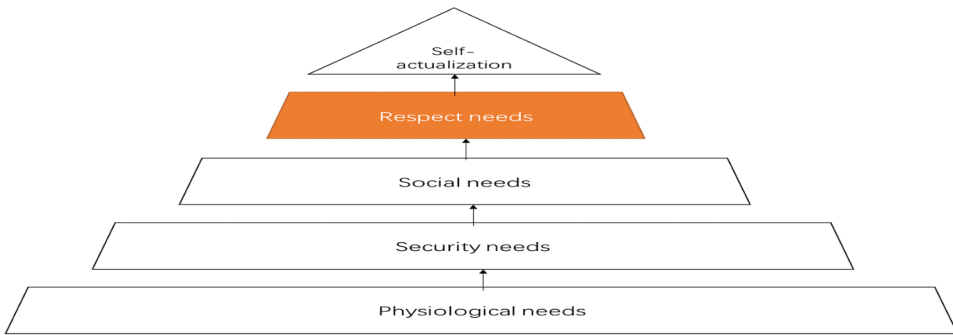 Self-
actualization
Respect needs
Social needs
Security needs
Physiological needs